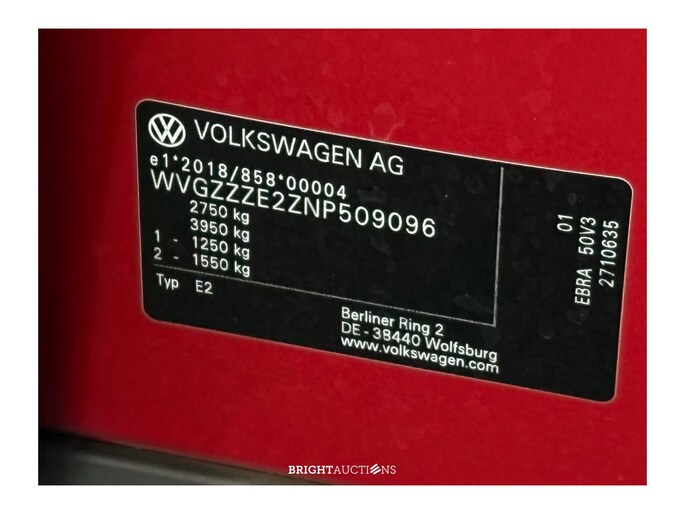 VOLKSWAGEN AG
e1*2018/858*00004
WVGZZZE2ZNP509096
2750 kg
3950 kg
1 - 1250 kg
2 - 1550 kg
Typ E2
Berliner Ring 2
DE - 38440 Wolfsburg
www.volkswagen.com
01
EBRA 50V3
2710635
BRIGHTAUCTIONS